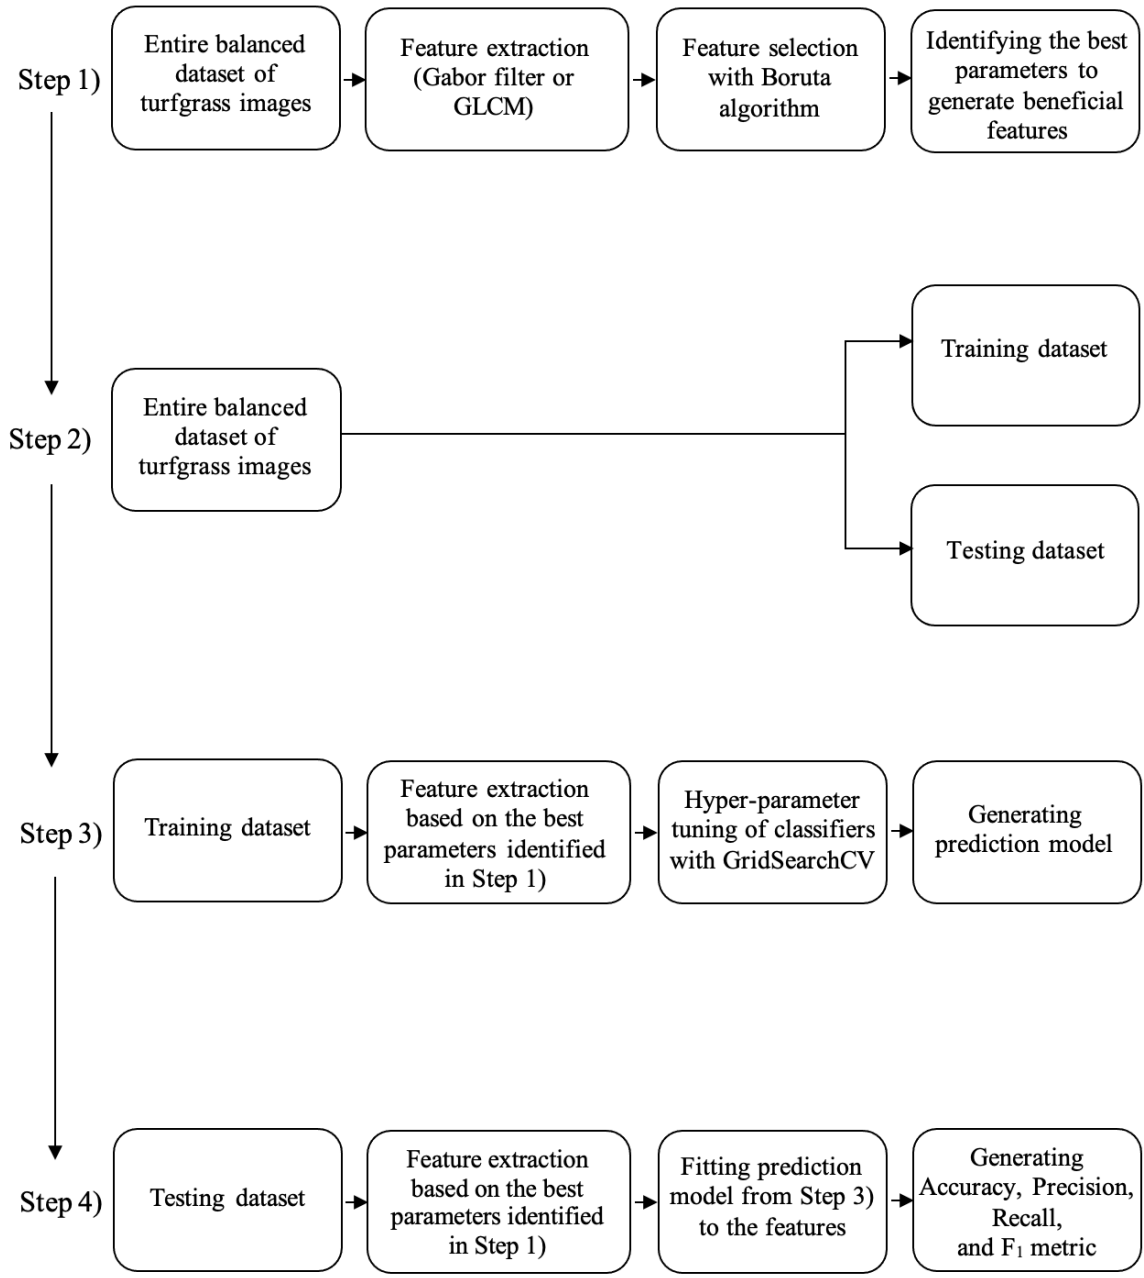 Step 1)
Entire balanced
dataset of
turfgrass images
Feature extraction
(Gabor filter or
GLCM)
Feature selection
with Boruta
algorithm
Identifying the best
parameters to
generate beneficial
features
Step 2)
Entire balanced
dataset of
turfgrass images
Training dataset
Testing dataset
Step 3)
Training dataset
Feature extraction
based on the best
parameters identified
in Step 1)
Hyper-parameter
tuning of classifiers
with GridSearchCV
Generating
prediction model
Step 4)
Testing dataset
Feature extraction
based on the best
parameters identified
in Step 1)
Fitting prediction
model from Step 3)
to the features
Generating
Accuracy, Precision,
Recall,
and F₁ metric